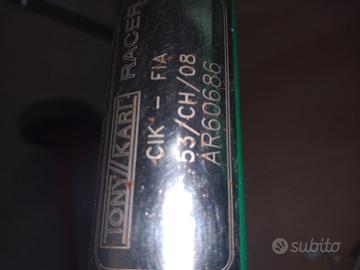 TONY//KART RACER
CIK - FIA
53/CH/08
AR60686
subito